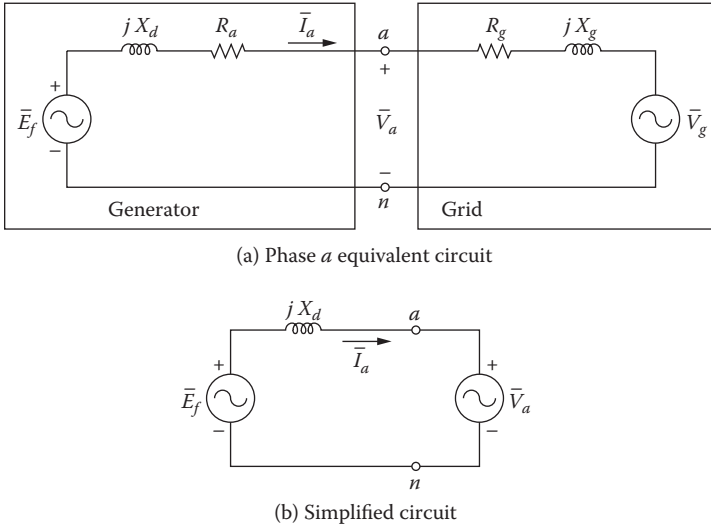 j X_d R_a Ī_a a R_g j X_g
+ + +
Ē_f V̄_a V̄_g
− − −
n
Generator Grid
(a) Phase a equivalent circuit
j X_d a
Ī_a
+ +
Ē_f V̄_a
− −
n
(b) Simplified circuit